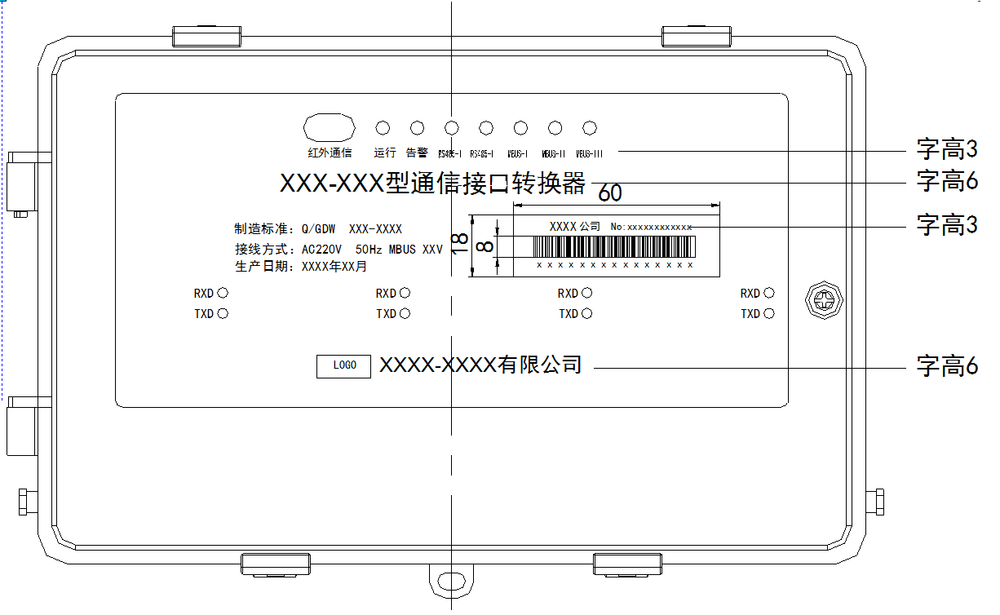 红外通信 运行 告警 RS485-I RS485-I MBUS-I MBUS-II MBUS-III
字高3
XXX-XXX型通信接口转换器
字高6
60
制造标准：Q/GDW XXX-XXXX
接线方式：AC220V 50Hz MBUS XXV
生产日期：XXXX年XX月
18
8
XXXX公司 No:xxxxxxxxxxxx
字高3
x x x x x x x x x x x x x x x
RXD RXD RXD RXD
TXD TXD TXD TXD
LOGO XXXX-XXXX有限公司
字高6